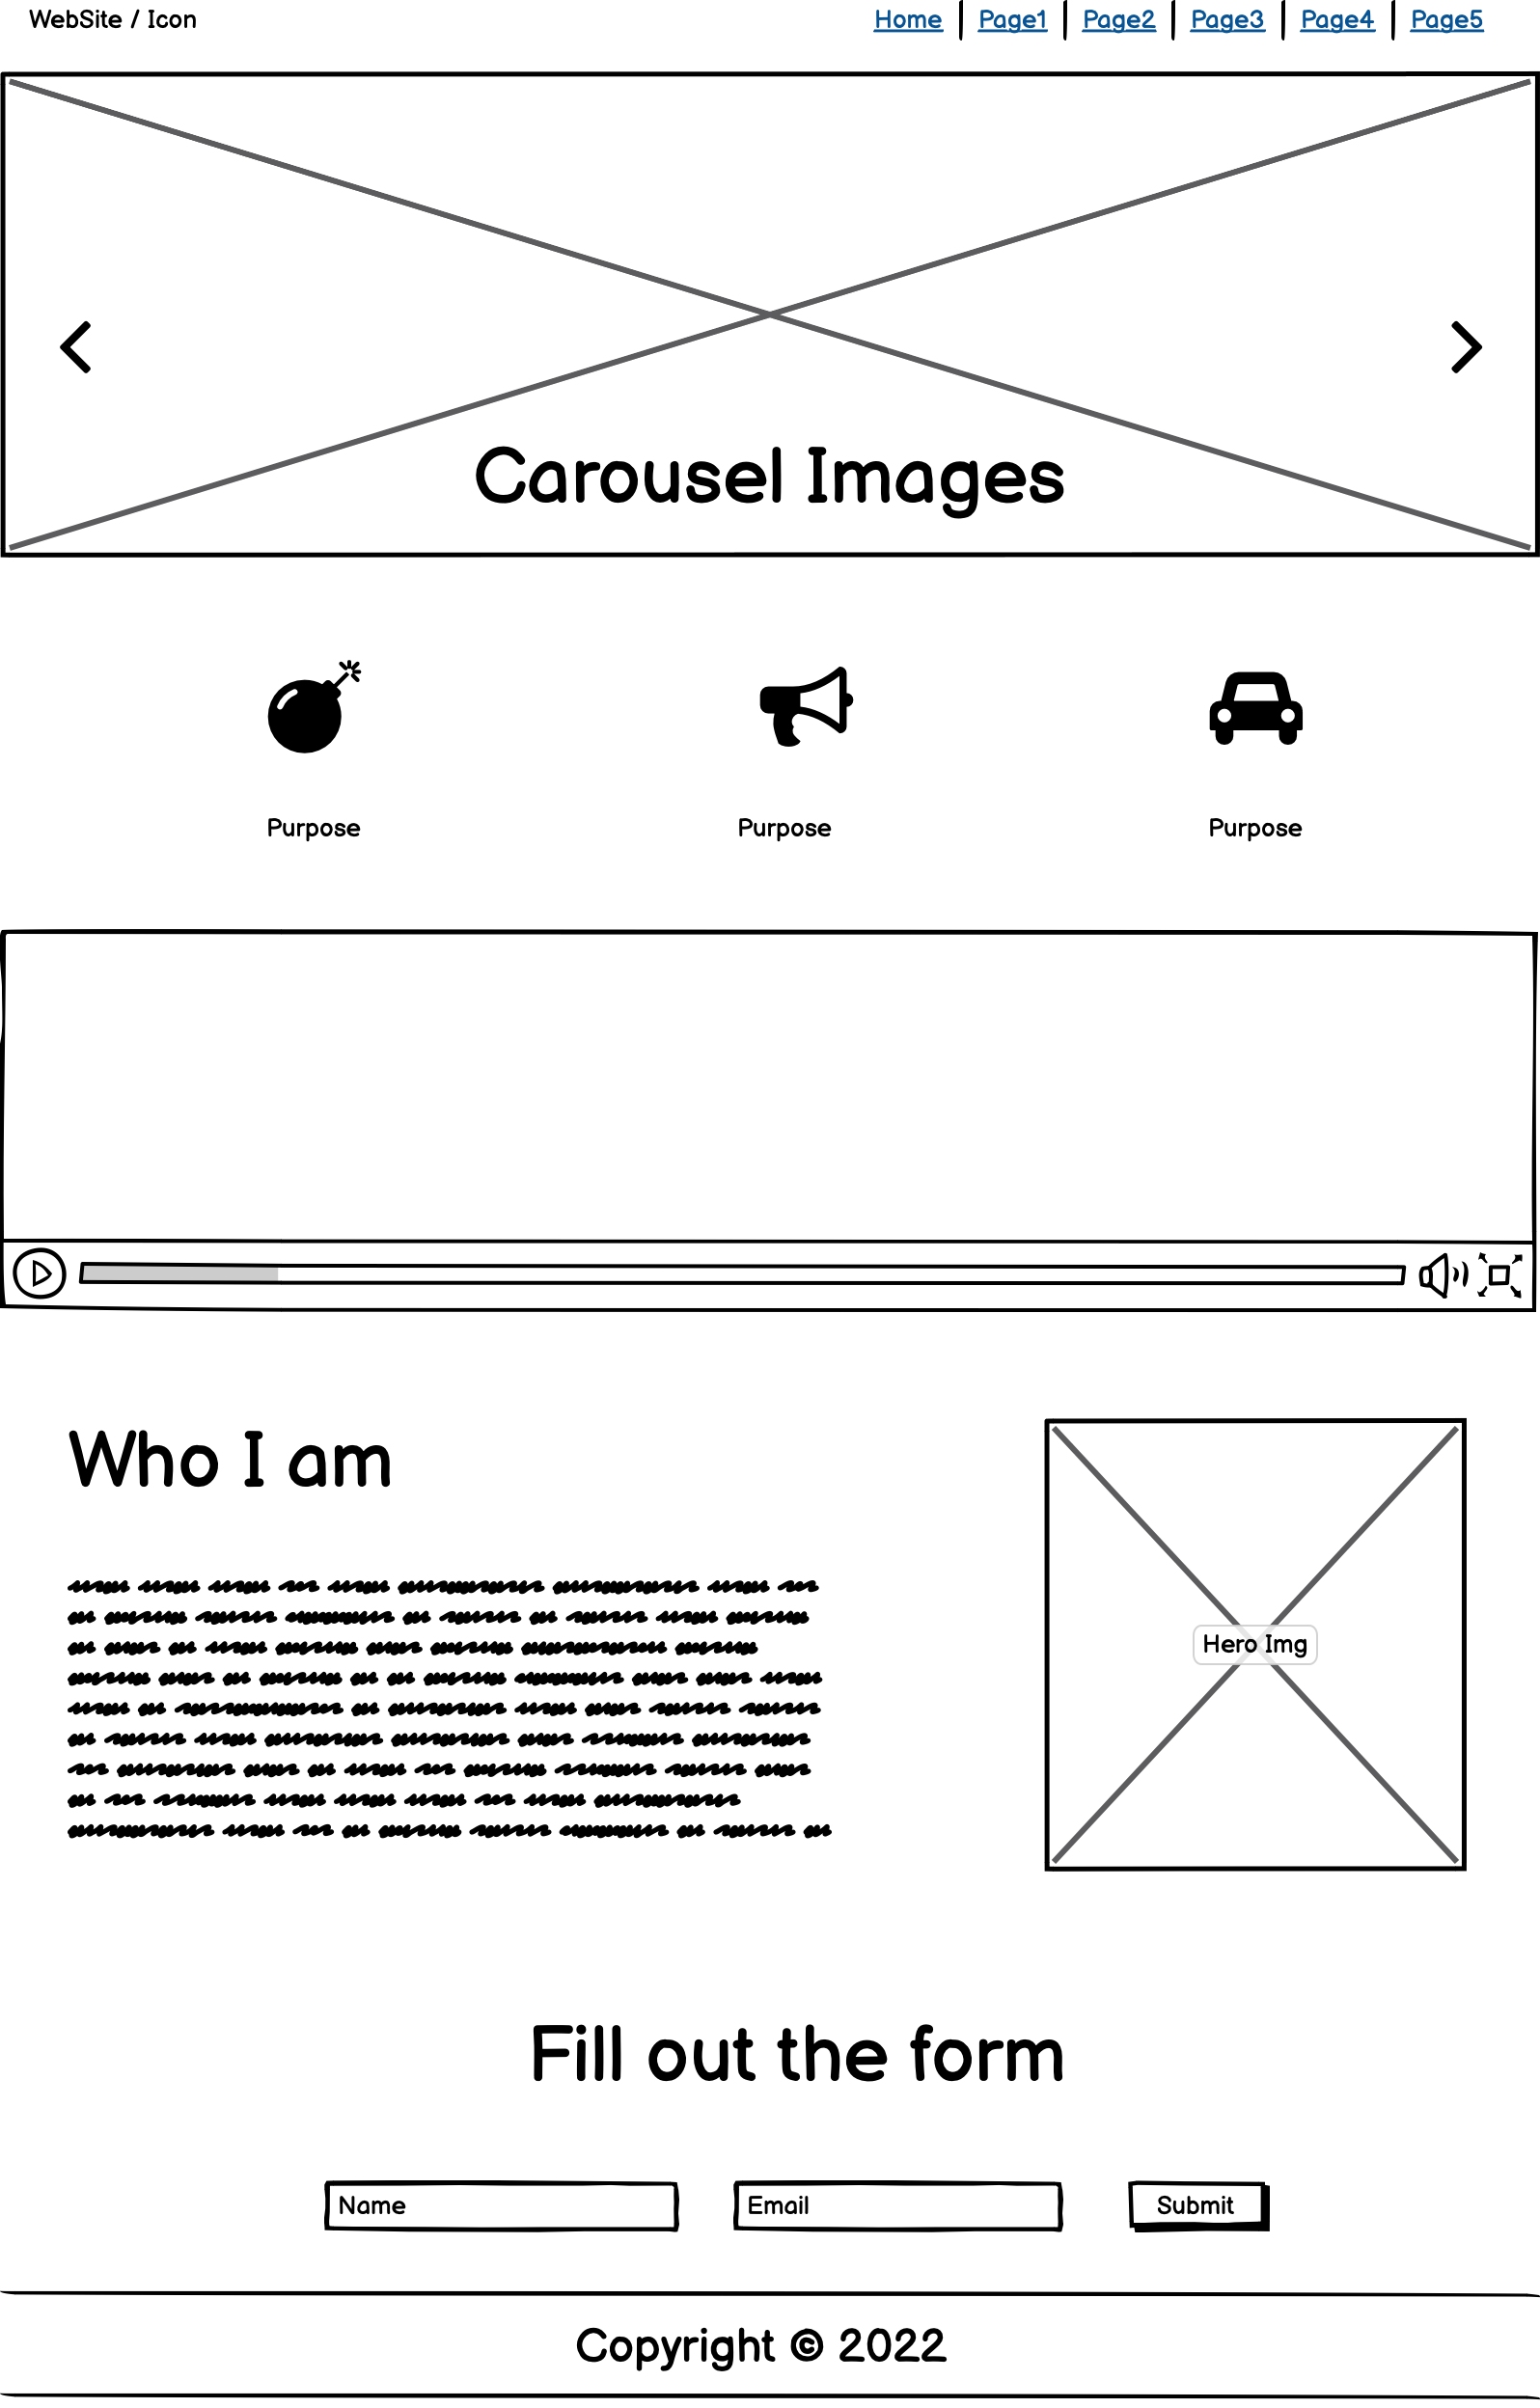 WebSite / Icon
Home | Page1 | Page2 | Page3 | Page4 | Page5
Carousel Images
Purpose
Purpose
Purpose
Who I am
Hero Img
Fill out the form
Name
Email
Submit
Copyright © 2022